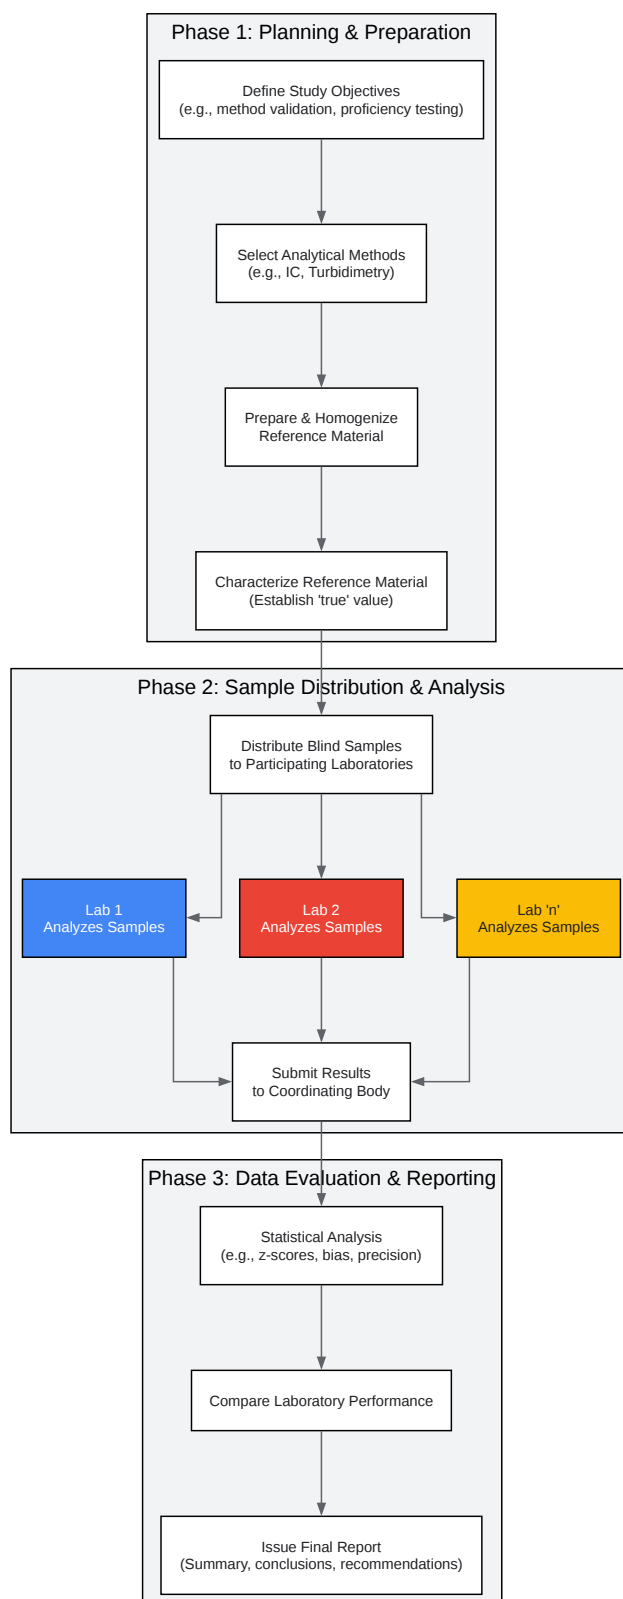 Phase 1: Planning & Preparation
Define Study Objectives
(e.g., method validation, proficiency testing)
Select Analytical Methods
(e.g., IC, Turbidimetry)
Prepare & Homogenize
Reference Material
Characterize Reference Material
(Establish 'true' value)
Phase 2: Sample Distribution & Analysis
Distribute Blind Samples
to Participating Laboratories
Lab 1
Analyzes Samples
Lab 2
Analyzes Samples
Lab 'n'
Analyzes Samples
Submit Results
to Coordinating Body
Phase 3: Data Evaluation & Reporting
Statistical Analysis
(e.g., z-scores, bias, precision)
Compare Laboratory Performance
Issue Final Report
(Summary, conclusions, recommendations)